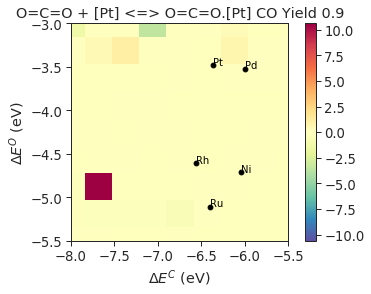 O=C=O + [Pt] <=> O=C=O.[Pt] CO Yield 0.9
−3.0
−3.5
−4.0
−4.5
−5.0
−5.5
ΔE^O (eV)
Pt
Pd
Rh
Ni
Ru
−8.0 −7.5 −7.0 −6.5 −6.0 −5.5
ΔE^C (eV)
10.0
7.5
5.0
2.5
0.0
−2.5
−5.0
−7.5
−10.0